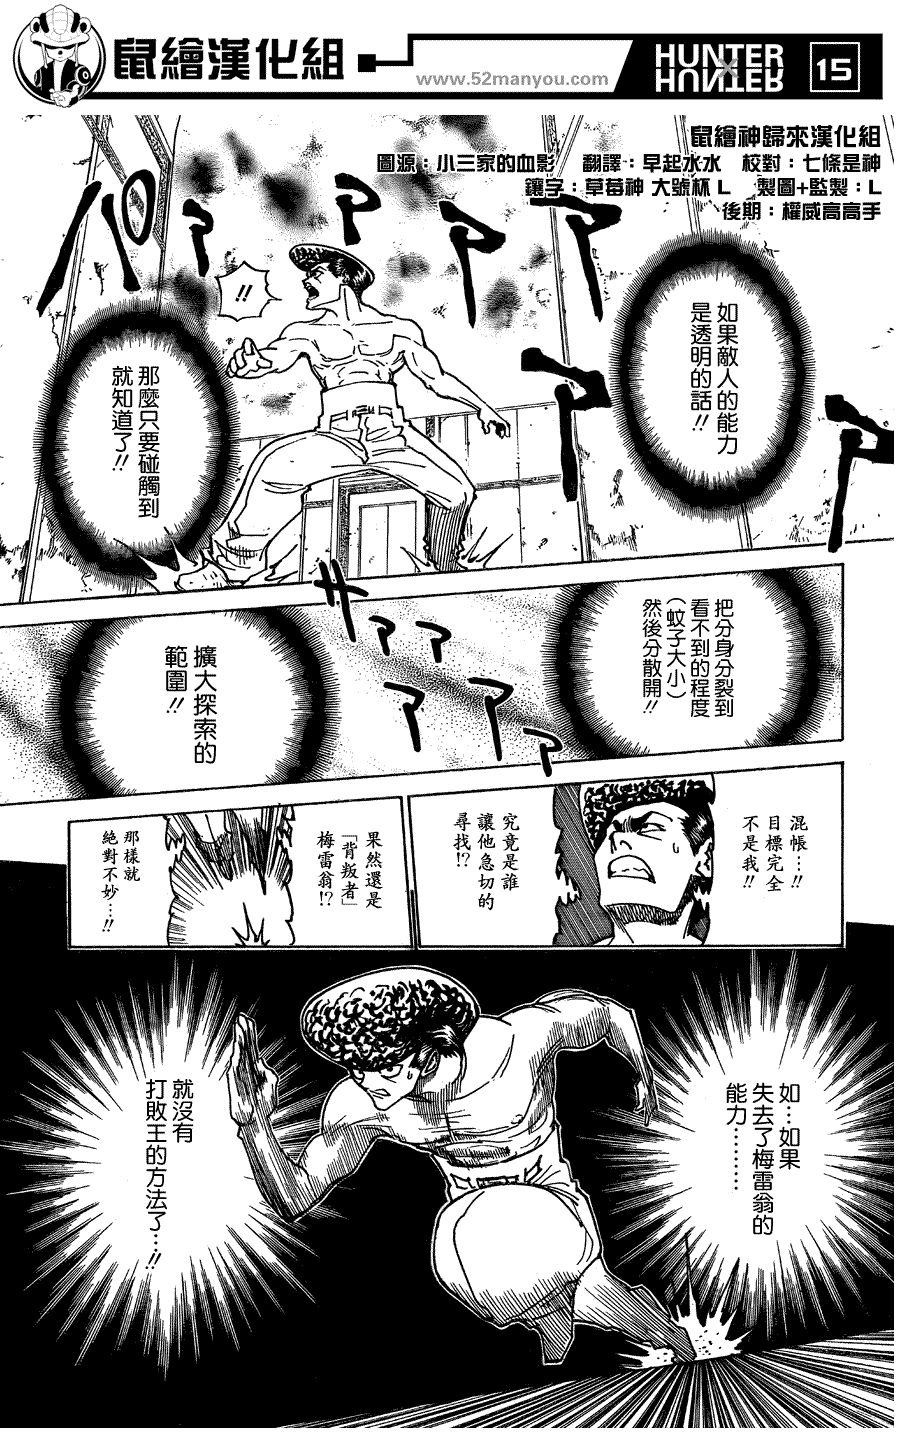 鼠繪漢化組
www.52manyou.com
HUNTER
×
HUNTER
15
鼠繪神歸來漢化組
圖源：小三家的血影　翻譯：早起水水　校對：七條是神
鑲字：草莓神 大號杯 L　製圖+監製：L
後期：權威高高手
パァァァァァァ
!!
如果敵人的能力
是透明的話!!
那麼只要碰觸到
就知道了!!
把分身分裂到
看不到的程度
（蚊子大小）
然後分散開!!
擴大探索的
範圍!!
混帳…!!
目標完全
不是我!!
究竟是誰
讓他急切的
尋找!?
果然還是
「背叛者」
梅雷翁!?
那樣就
絕對不妙…!!
如…如果
失去了梅雷翁的
能力………
就沒有
打敗王的方法了…!!